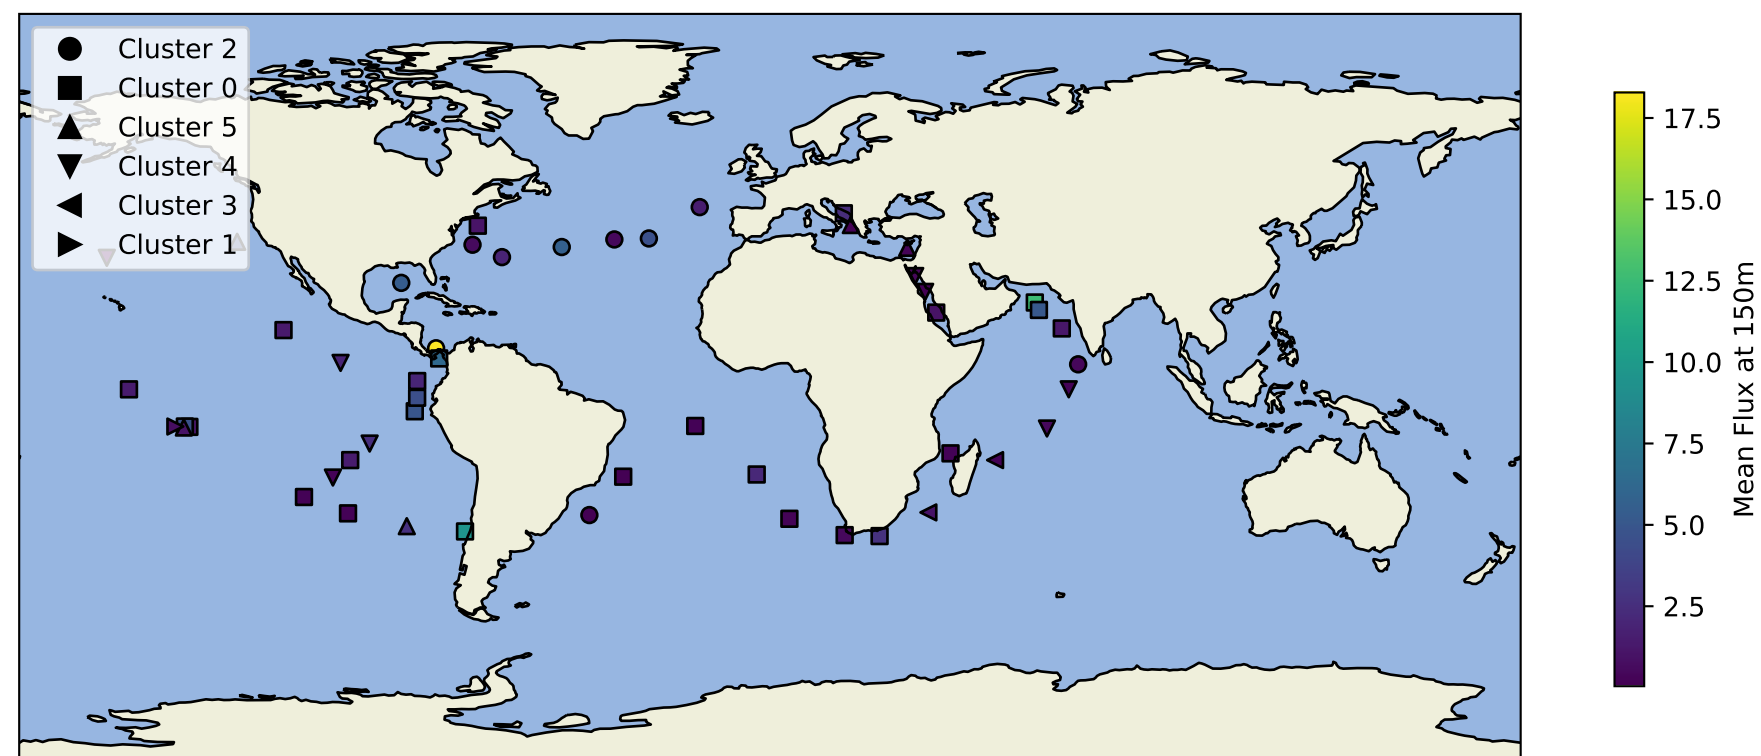 Cluster 2
Cluster 0
Cluster 5
Cluster 4
Cluster 3
Cluster 1
17.5
15.0
12.5
10.0
7.5
5.0
2.5
Mean Flux at 150m